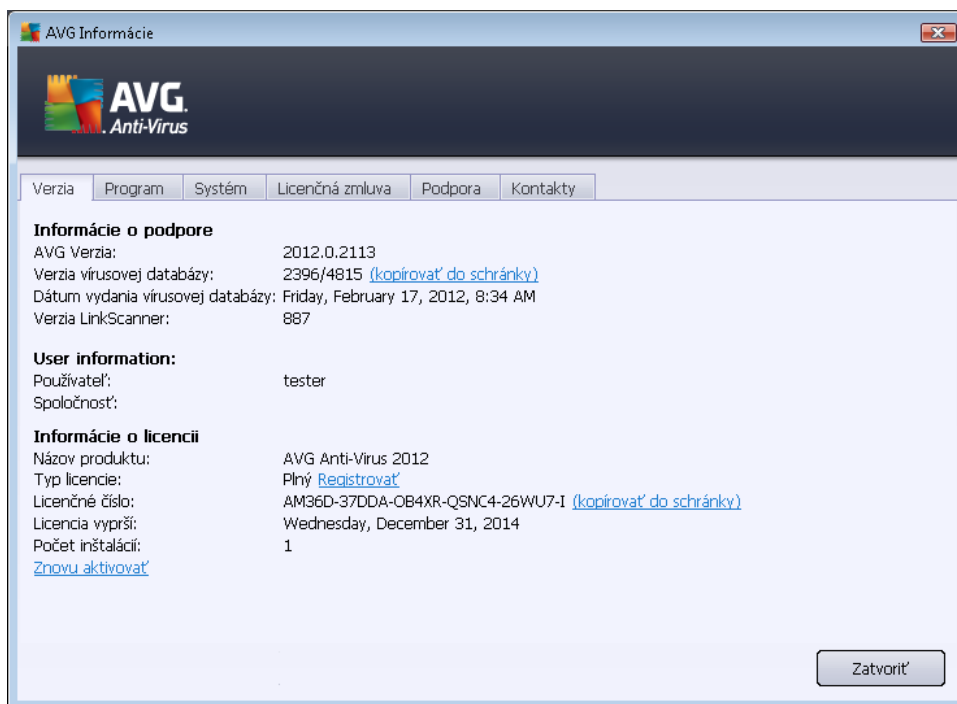 AVG Informácie
AVG.
Anti-Virus
Verzia Program Systém Licenčná zmluva Podpora Kontakty
Informácie o podpore
AVG Verzia: 2012.0.2113
Verzia vírusovej databázy: 2396/4815 (kopírovať do schránky)
Dátum vydania vírusovej databázy: Friday, February 17, 2012, 8:34 AM
Verzia LinkScanner: 887
User information:
Používateľ: tester
Spoločnosť:
Informácie o licencii
Názov produktu: AVG Anti-Virus 2012
Typ licencie: Plný Registrovať
Licenčné číslo: AM36D-37DDA-OB4XR-QSNC4-26WU7-I (kopírovať do schránky)
Licencia vyprší: Wednesday, December 31, 2014
Počet inštalácií: 1
Znovu aktivovať
Zatvoriť